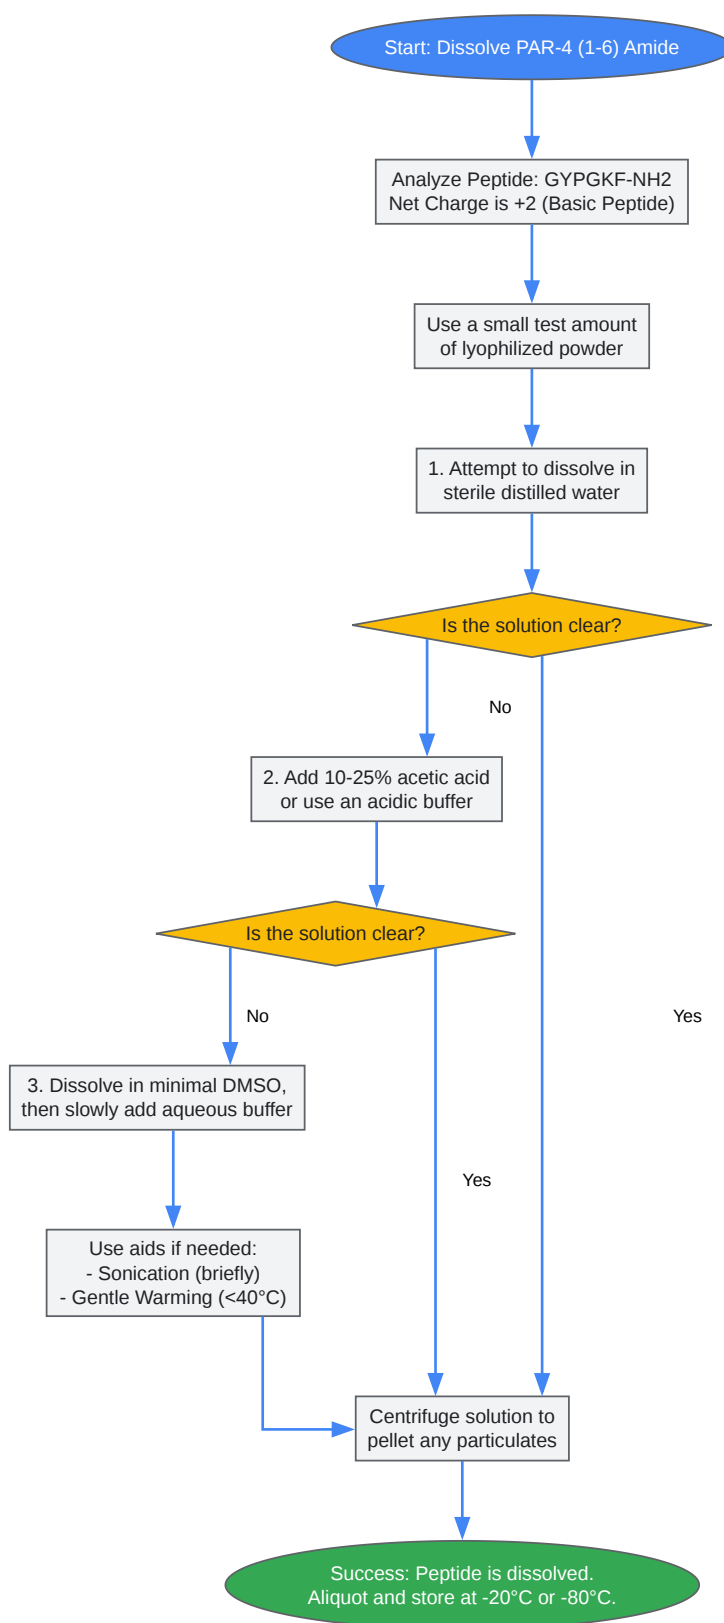 Start: Dissolve PAR-4 (1-6) Amide
Analyze Peptide: GYPGKF-NH2
Net Charge is +2 (Basic Peptide)
Use a small test amount
of lyophilized powder
1. Attempt to dissolve in
sterile distilled water
Is the solution clear?
No
2. Add 10-25% acetic acid
or use an acidic buffer
Is the solution clear?
No
Yes
3. Dissolve in minimal DMSO,
then slowly add aqueous buffer
Yes
Use aids if needed:
- Sonication (briefly)
- Gentle Warming (<40°C)
Centrifuge solution to
pellet any particulates
Success: Peptide is dissolved.
Aliquot and store at -20°C or -80°C.